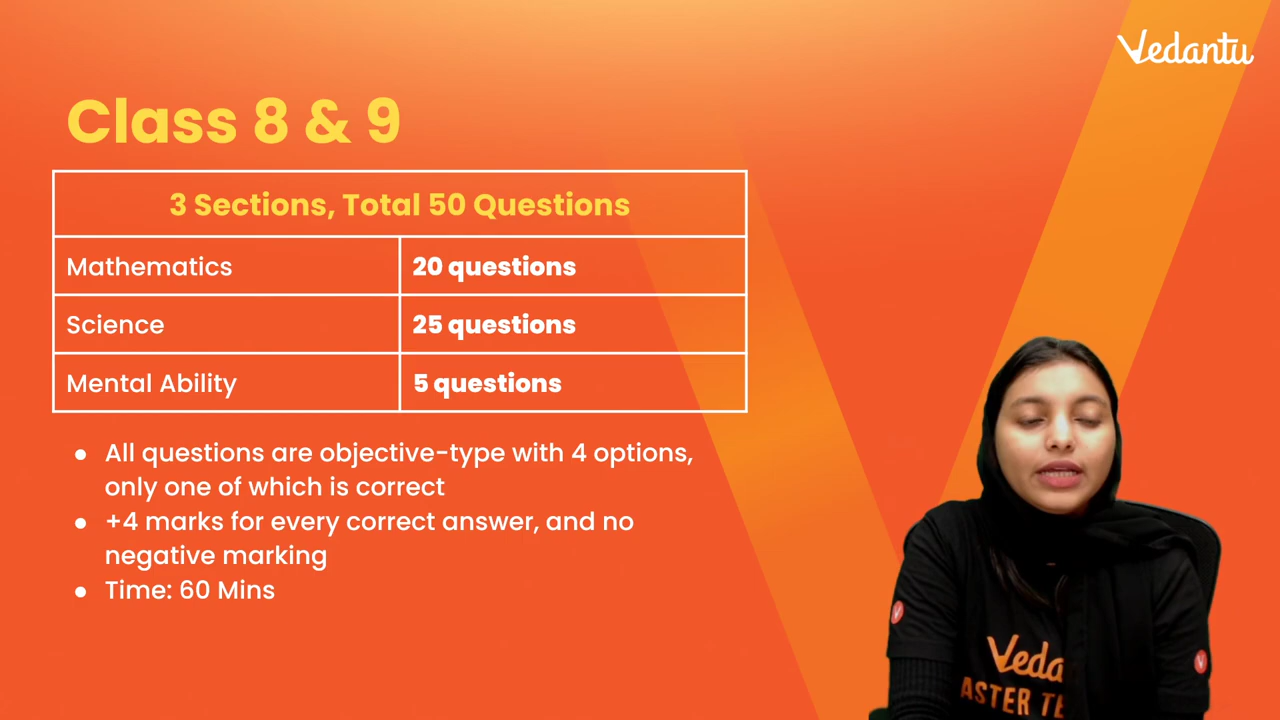 Vedantu
Class 8 & 9
3 Sections, Total 50 Questions
Mathematics 20 questions
Science 25 questions
Mental Ability 5 questions
● All questions are objective-type with 4 options,
only one of which is correct
● +4 marks for every correct answer, and no
negative marking
● Time: 60 Mins
Veda
ASTER TE